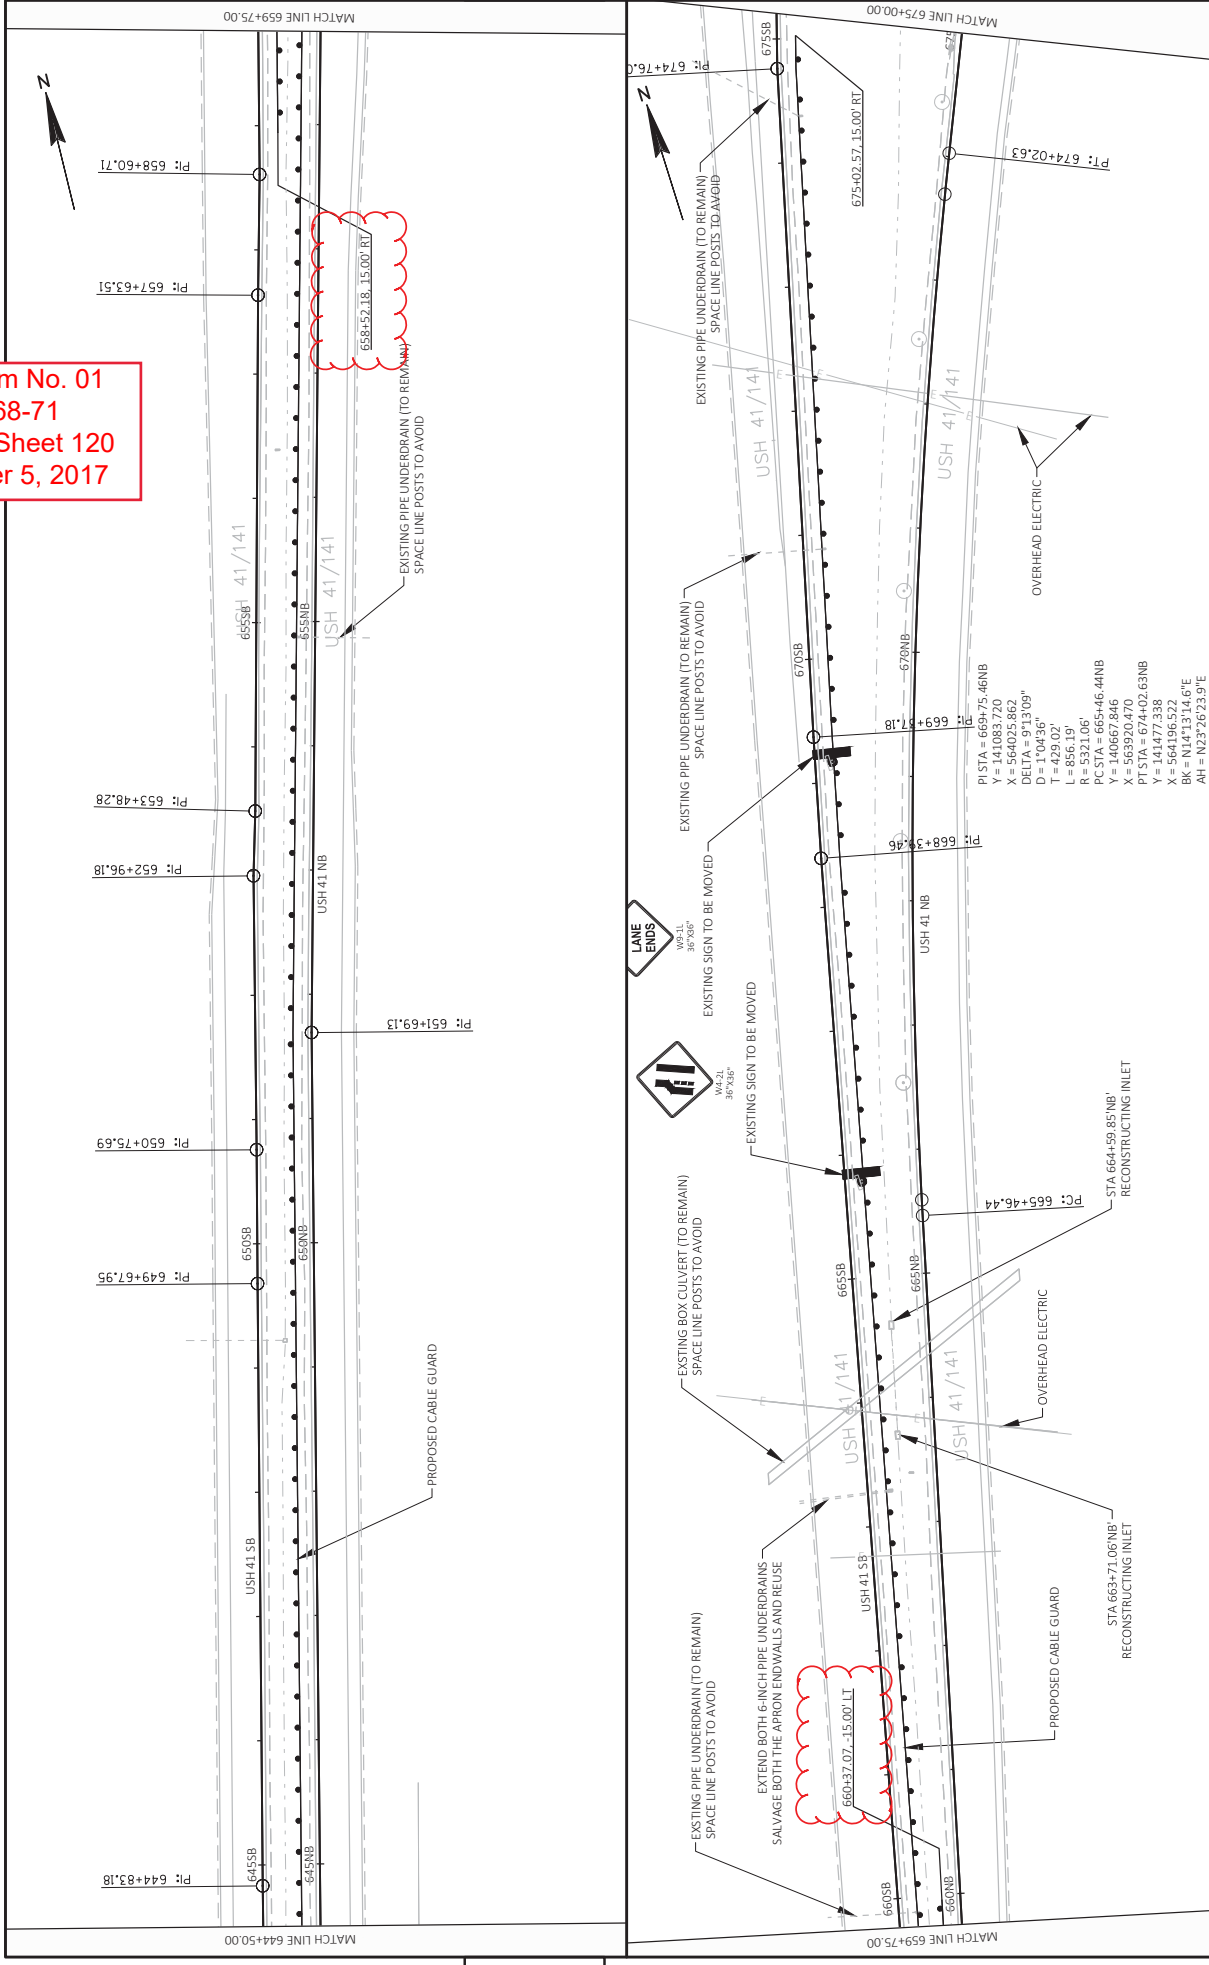 MATCH LINE 659+75.00
N
PI: 658+60.71
PI: 657+63.51
658+52.18, 15.00' RT
m No. 01
68-71
Sheet 120
er 5, 2017
EXISTING PIPE UNDERDRAIN (TO REMAIN)
SPACE LINE POSTS TO AVOID
USH 41/141
USH 41/141
655SB
655NB
PI: 653+48.28
PI: 652+96.18
USH 41 NB
PI: 651+69.13
PI: 650+75.69
650SB
650NB
PI: 649+67.95
PROPOSED CABLE GUARD
USH 41 SB
645SB
645NB
PI: 644+83.18
MATCH LINE 644+50.00
MATCH LINE 675+00.00
675SB
PI: 674+76.0
N
675+02.57, 15.00' RT
PT: 674+02.63
EXISTING PIPE UNDERDRAIN (TO REMAIN)
SPACE LINE POSTS TO AVOID
E
E
E
E
USH 41/141
USH 41/141
OVERHEAD ELECTRIC
EXISTING PIPE UNDERDRAIN (TO REMAIN)
SPACE LINE POSTS TO AVOID
670SB
670NB
PI: 669+37.18
PI STA = 669+75.46NB
Y = 141083.720
X = 564025.862
DELTA = 9°13'09"
D = 1°04'36"
T = 429.02'
L = 856.19'
R = 5321.06'
PC STA = 665+46.44NB
Y = 140667.846
X = 563920.470
PT STA = 674+02.63NB
Y = 141477.338
X = 564196.522
BK = N14°13'14.6"E
AH = N23°26'23.9"E
PI: 668+39.46
EXISTING SIGN TO BE MOVED
LANE
ENDS
W9-1L
36"X36"
USH 41 NB
EXISTING SIGN TO BE MOVED
W4-2L
36"X36"
PC: 665+46.44
665SB
665NB
STA 664+59.85'NB'
RECONSTRUCTING INLET
EXSTING BOX CULVERT (TO REMAIN)
SPACE LINE POSTS TO AVOID
OVERHEAD ELECTRIC
E
E
USH 41/141
USH 41/141
STA 663+71.06'NB'
RECONSTRUCTING INLET
EXTEND BOTH 6-INCH PIPE UNDERDRAINS
SALVAGE BOTH THE APRON ENDWALLS AND REUSE
USH 41 SB
EXSTING PIPE UNDERDRAIN (TO REMAIN)
SPACE LINE POSTS TO AVOID
660+37.07, -15.00' LT
PROPOSED CABLE GUARD
660SB
660NB
MATCH LINE 659+75.00